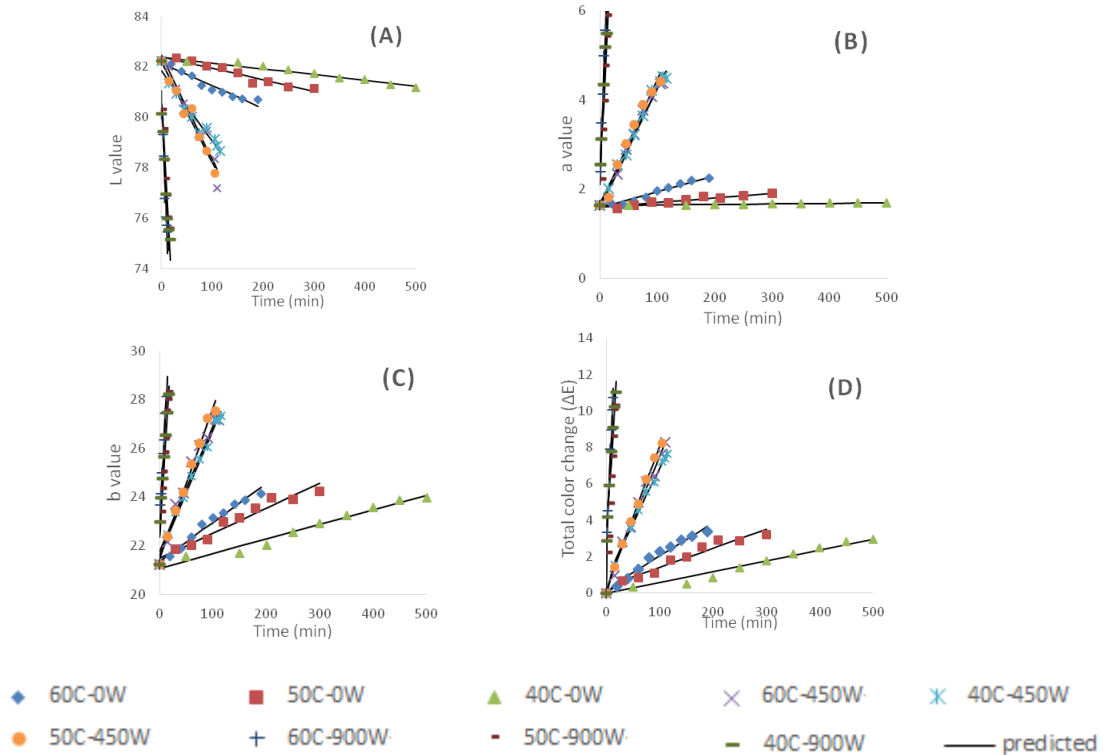 (A)
84
82
80
78
76
74
L value
0 100 200 300 400 500
Time (min)
(B)
6
4
2
0
a value
0 100 200 300 400 500
Time (min)
(C)
30
28
26
24
22
20
b value
0 100 200 300 400 500
Time (min)
(D)
14
12
10
8
6
4
2
0
Total color change (ΔE)
0 100 200 300 400 500
Time (min)
60C-0W 50C-0W 40C-0W 60C-450W 40C-450W
50C-450W 60C-900W 50C-900W 40C-900W predicted